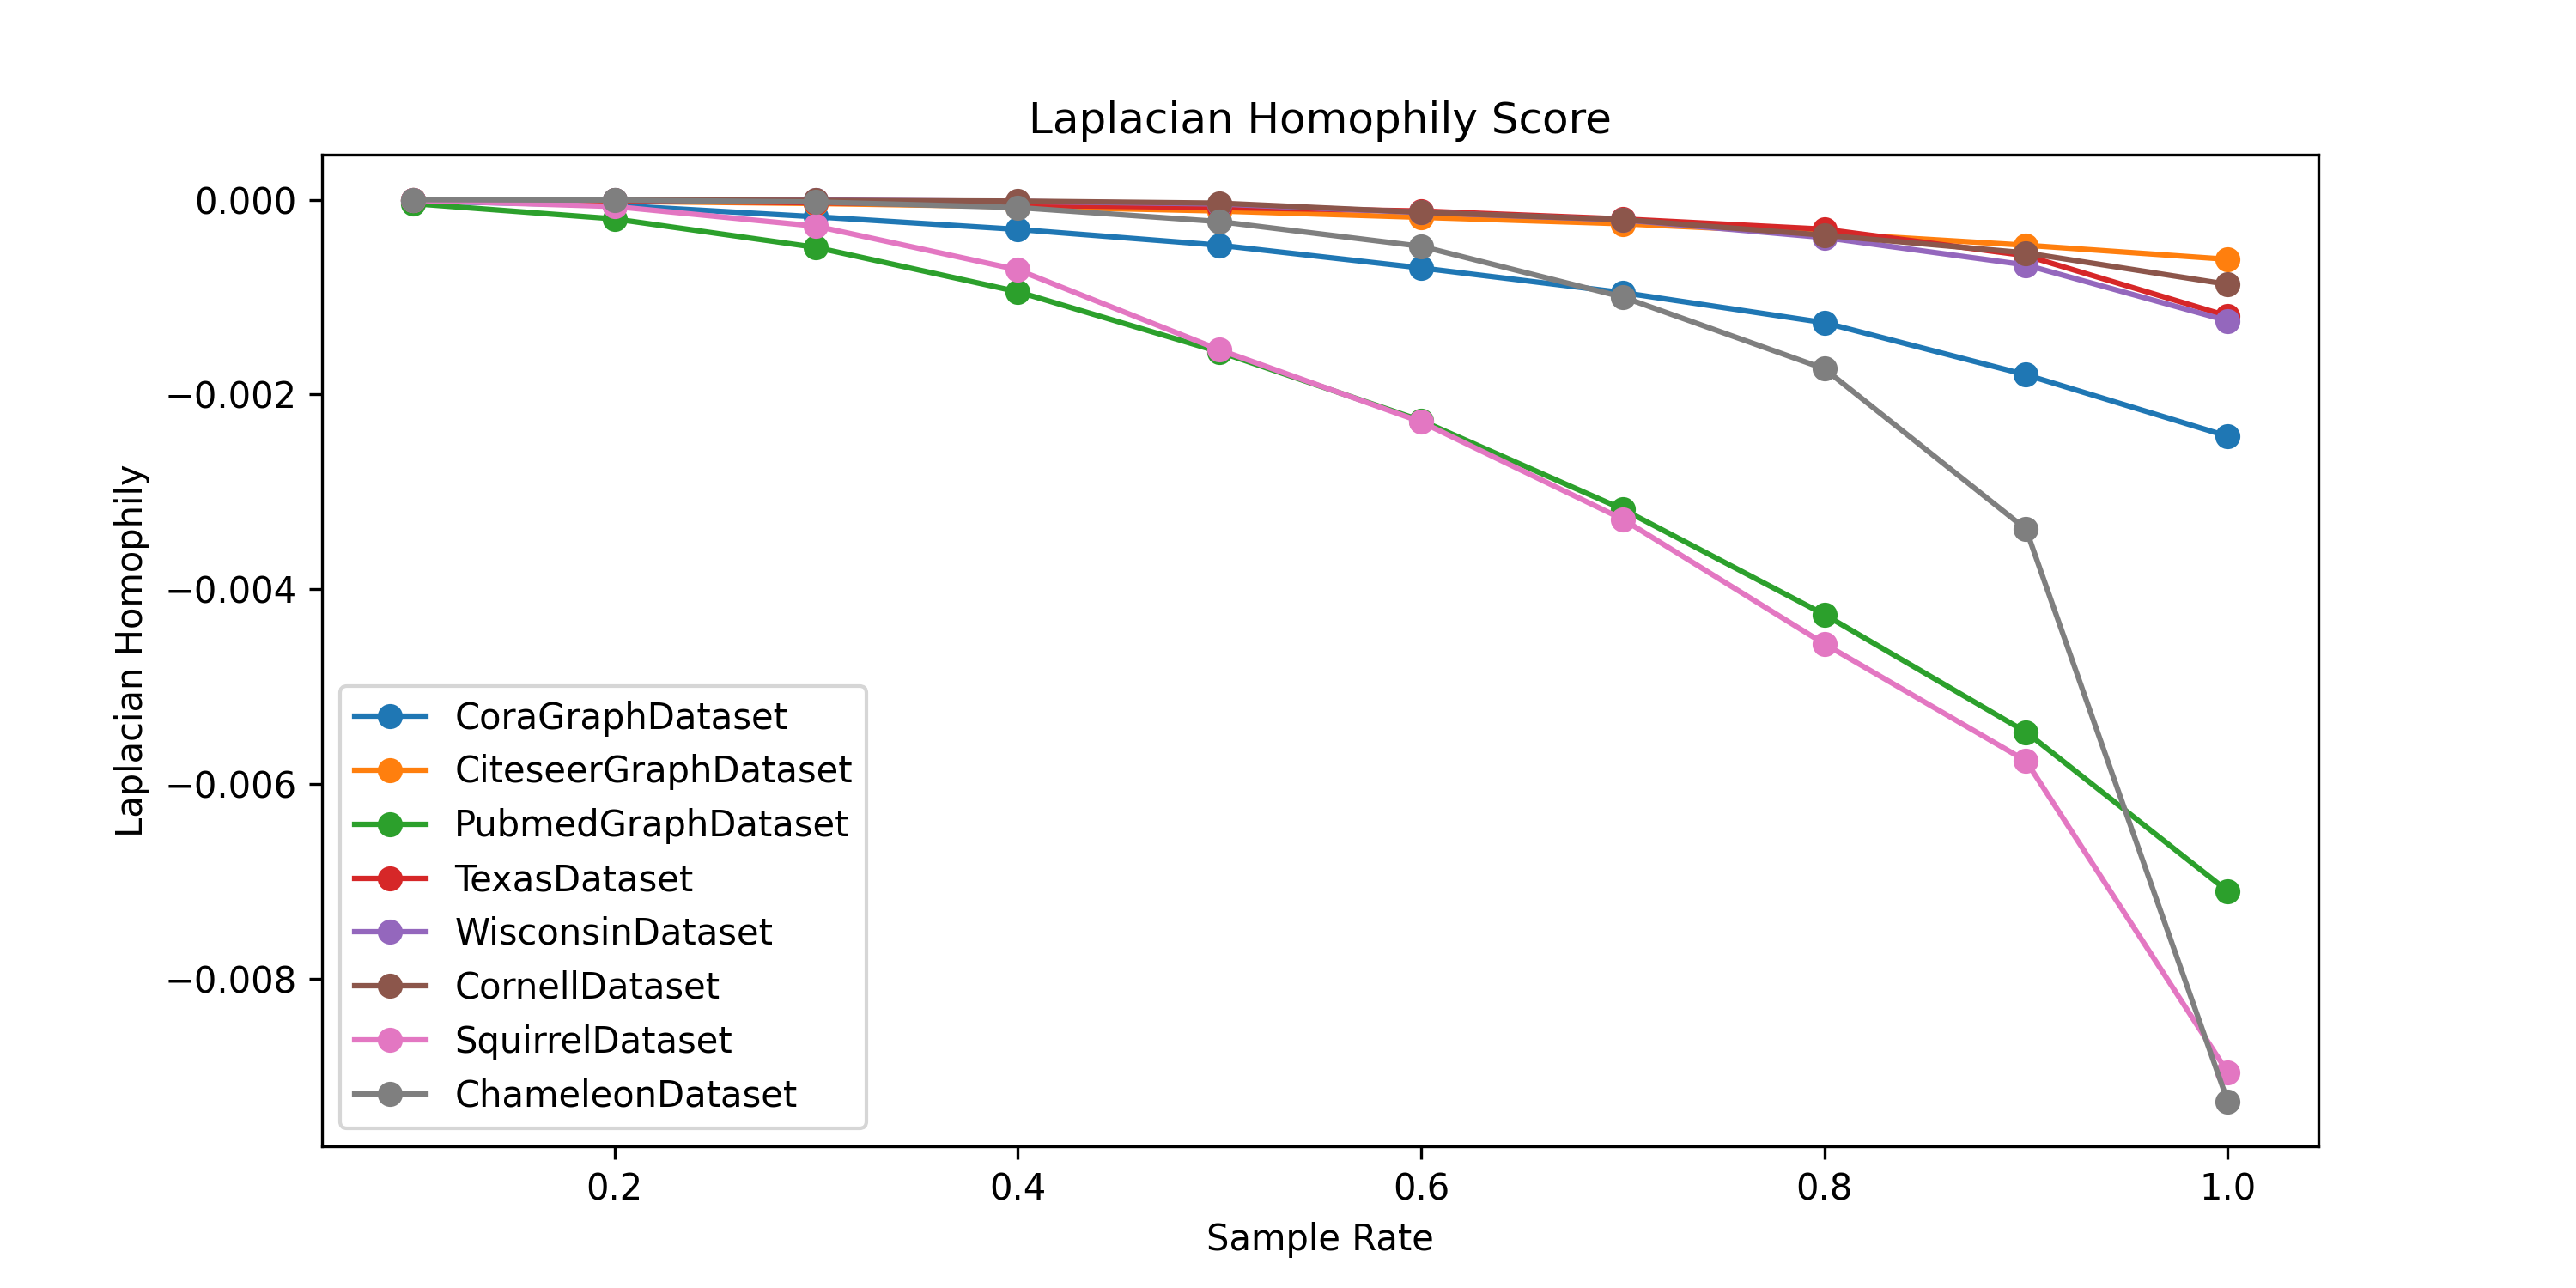 Laplacian Homophily Score
Laplacian Homophily
0.000
−0.002
−0.004
−0.006
−0.008
CoraGraphDataset
CiteseerGraphDataset
PubmedGraphDataset
TexasDataset
WisconsinDataset
CornellDataset
SquirrelDataset
ChameleonDataset
0.2 0.4 0.6 0.8 1.0
Sample Rate